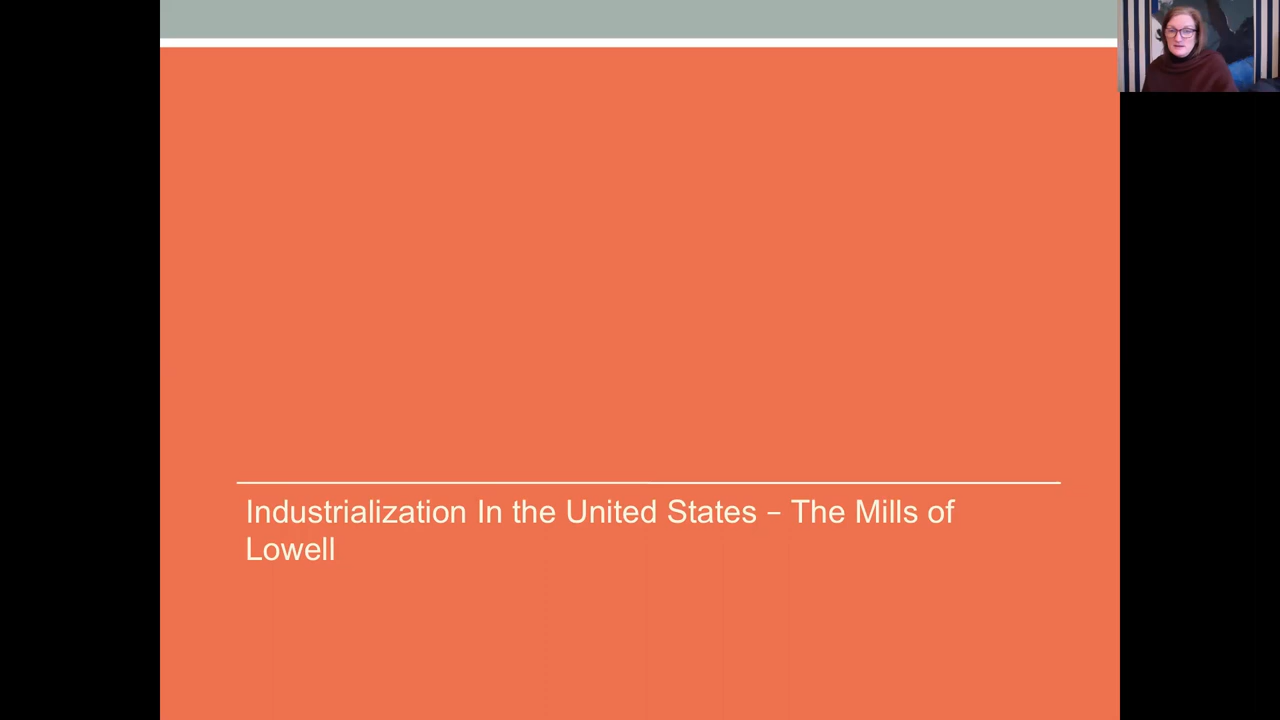 Industrialization In the United States – The Mills of
Lowell